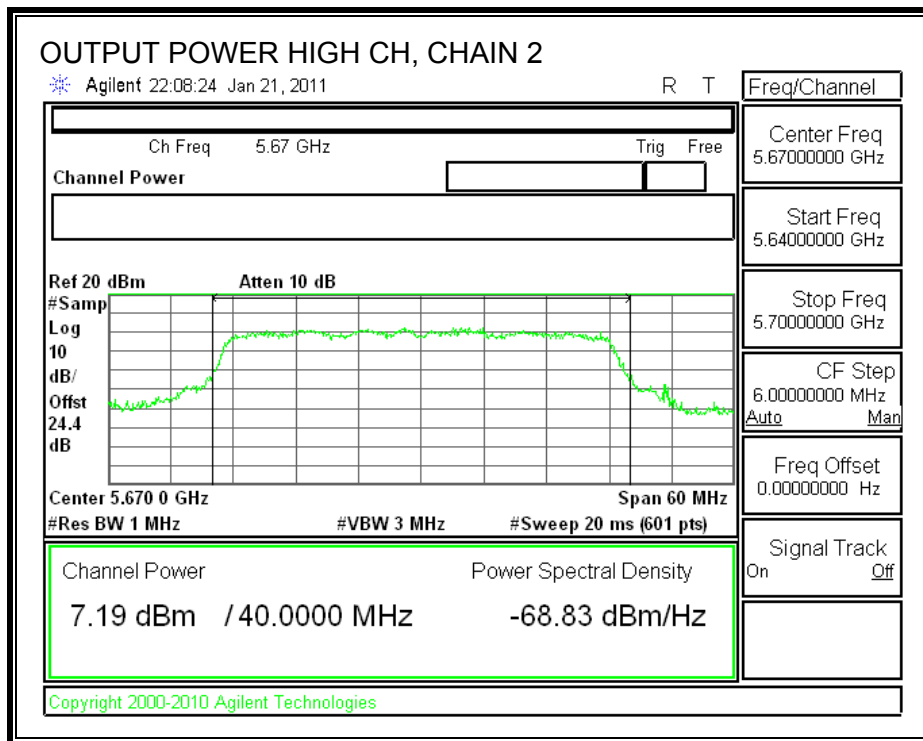 OUTPUT POWER HIGH CH, CHAIN 2
Agilent 22:08:24 Jan 21, 2011 R T
Freq/Channel
Ch Freq 5.67 GHz Trig Free
Channel Power
Center Freq
5.67000000 GHz
Start Freq
5.64000000 GHz
Stop Freq
5.70000000 GHz
CF Step
6.00000000 MHz
Auto Man
Freq Offset
0.00000000 Hz
Signal Track
On Off
Ref 20 dBm Atten 10 dB
#Samp
Log
10
dB/
Offst
24.4
dB
Center 5.670 0 GHz Span 60 MHz
#Res BW 1 MHz #VBW 3 MHz #Sweep 20 ms (601 pts)
Channel Power Power Spectral Density
7.19 dBm /40.0000 MHz -68.83 dBm/Hz
Copyright 2000-2010 Agilent Technologies